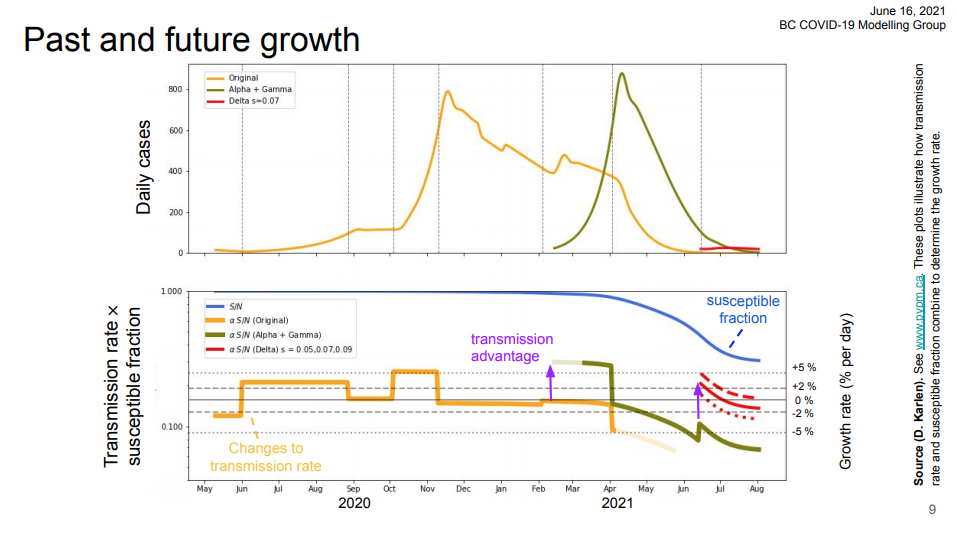 June 16, 2021
BC COVID-19 Modelling Group
Past and future growth
Original
Alpha + Gamma
Delta s=0.07
Daily cases
800
600
400
200
0
1.000
0.100
Transmission rate ×
susceptible fraction
S/N
α S/N (Original)
α S/N (Alpha + Gamma)
α S/N (Delta) s = 0.05,0.07,0.09
transmission
advantage
susceptible
fraction
Changes to
transmission rate
+5 %
+2 %
0 %
-2 %
-5 %
Growth rate (% per day)
May Jun Jul Aug Sep Oct Nov Dec Jan Feb Mar Apr May Jun Jul Aug
2020 2021
Source (D. Karlen). See www.pypm.ca. These plots illustrate how transmission
rate and susceptible fraction combine to determine the growth rate.
9